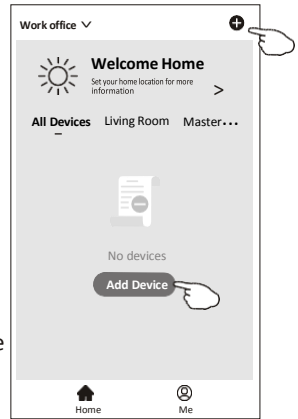 Work office
Welcome Home
Set your home location for more
information
>
All Devices Living Room Master...
No devices
Add Device
e
Home Me